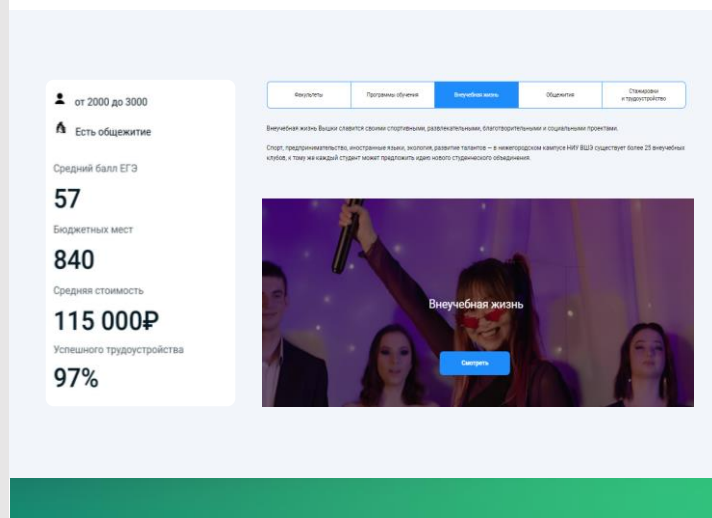 от 2000 до 3000
Есть общежитие
Средний балл ЕГЭ
57
Бюджетных мест
840
Средняя стоимость
115 000₽
Успешного трудоустройства
97%
Факультеты
Программы обучения
Внеучебная жизнь
Общежития
Стажировки
и трудоустройство
Внеучебная жизнь Вышки славится своими спортивными, развлекательными, благотворительными и социальными проектами.
Спорт, предпринимательство, иностранные языки, экология, развитие талантов — в нижегородском кампусе НИУ ВШЭ существует более 25 внеучебных
клубов, к тому же каждый студент может предложить идею нового студенческого объединения.
Внеучебная жизнь
Смотреть